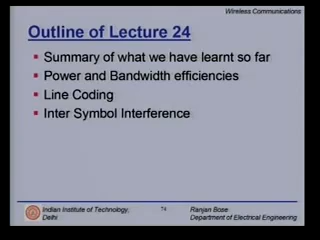 Wireless Communications
Outline of Lecture 24
Summary of what we have learnt so far
Power and Bandwidth efficiencies
Line Coding
Inter Symbol Interference
Indian Institute of Technology, Delhi
74
Ranjan Bose
Department of Electrical Engineering